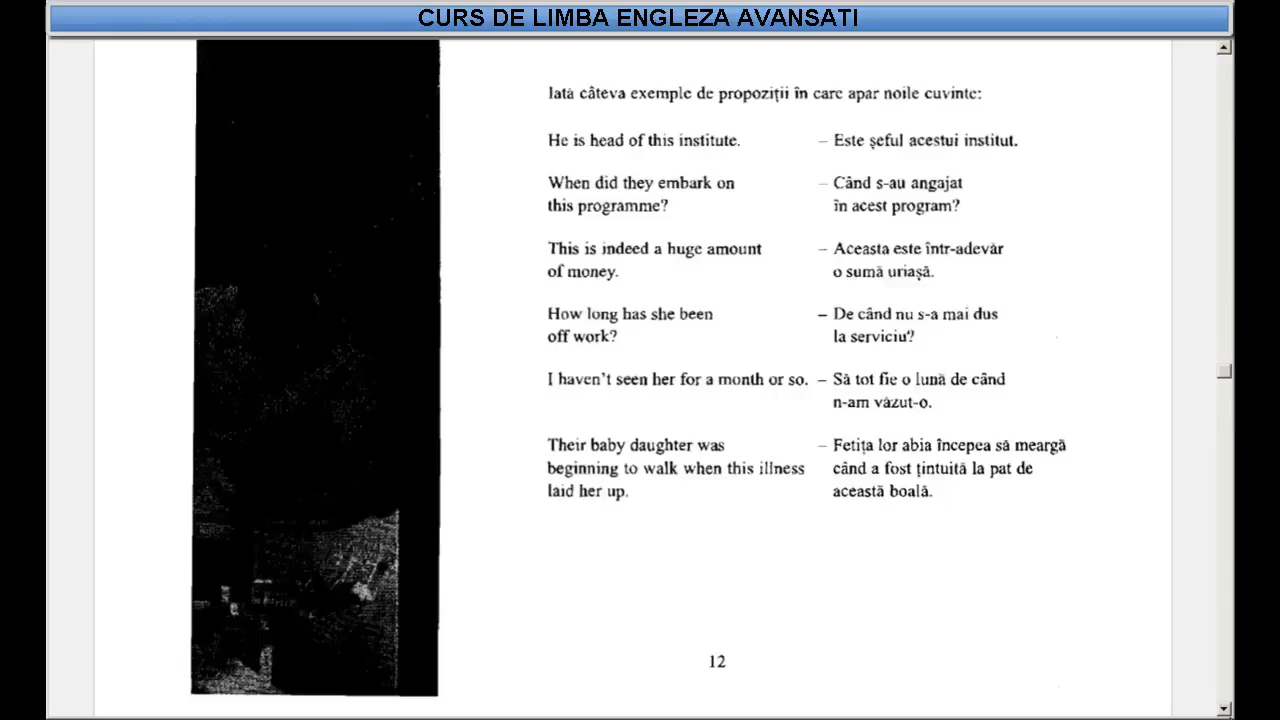 CURS DE LIMBA ENGLEZA AVANSATI
Iată câteva exemple de propoziții în care apar noile cuvinte:
He is head of this institute. – Este șeful acestui institut.
When did they embark on – Când s-au angajat
this programme? în acest program?
This is indeed a huge amount – Aceasta este într-adevăr
of money. o sumă uriașă.
How long has she been – De când nu s-a mai dus
off work? la serviciu?
I haven't seen her for a month or so. – Să tot fie o lună de când
n-am văzut-o.
Their baby daughter was – Fetița lor abia începea să meargă
beginning to walk when this illness când a fost țintuită la pat de
laid her up. această boală.
12